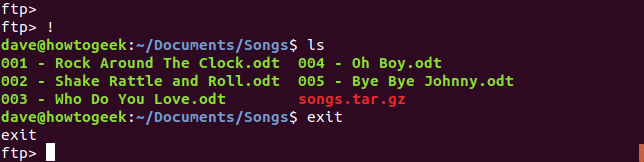 ftp>
ftp> !
dave@howtogeek:~/Documents/Songs$ ls
001 - Rock Around The Clock.odt  004 - Oh Boy.odt
002 - Shake Rattle and Roll.odt  005 - Bye Bye Johnny.odt
003 - Who Do You Love.odt        songs.tar.gz
dave@howtogeek:~/Documents/Songs$ exit
exit
ftp>